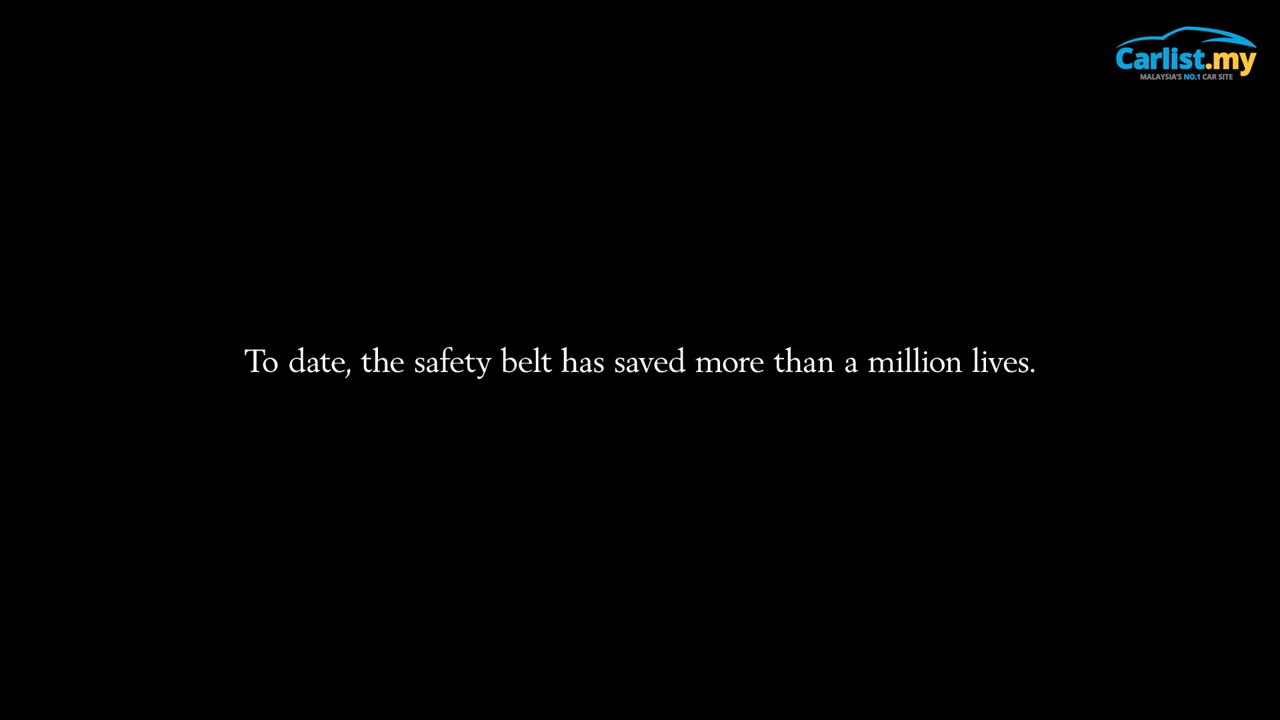 Carlist.my
MALAYSIA'S NO.1 CAR SITE
To date, the safety belt has saved more than a million lives.